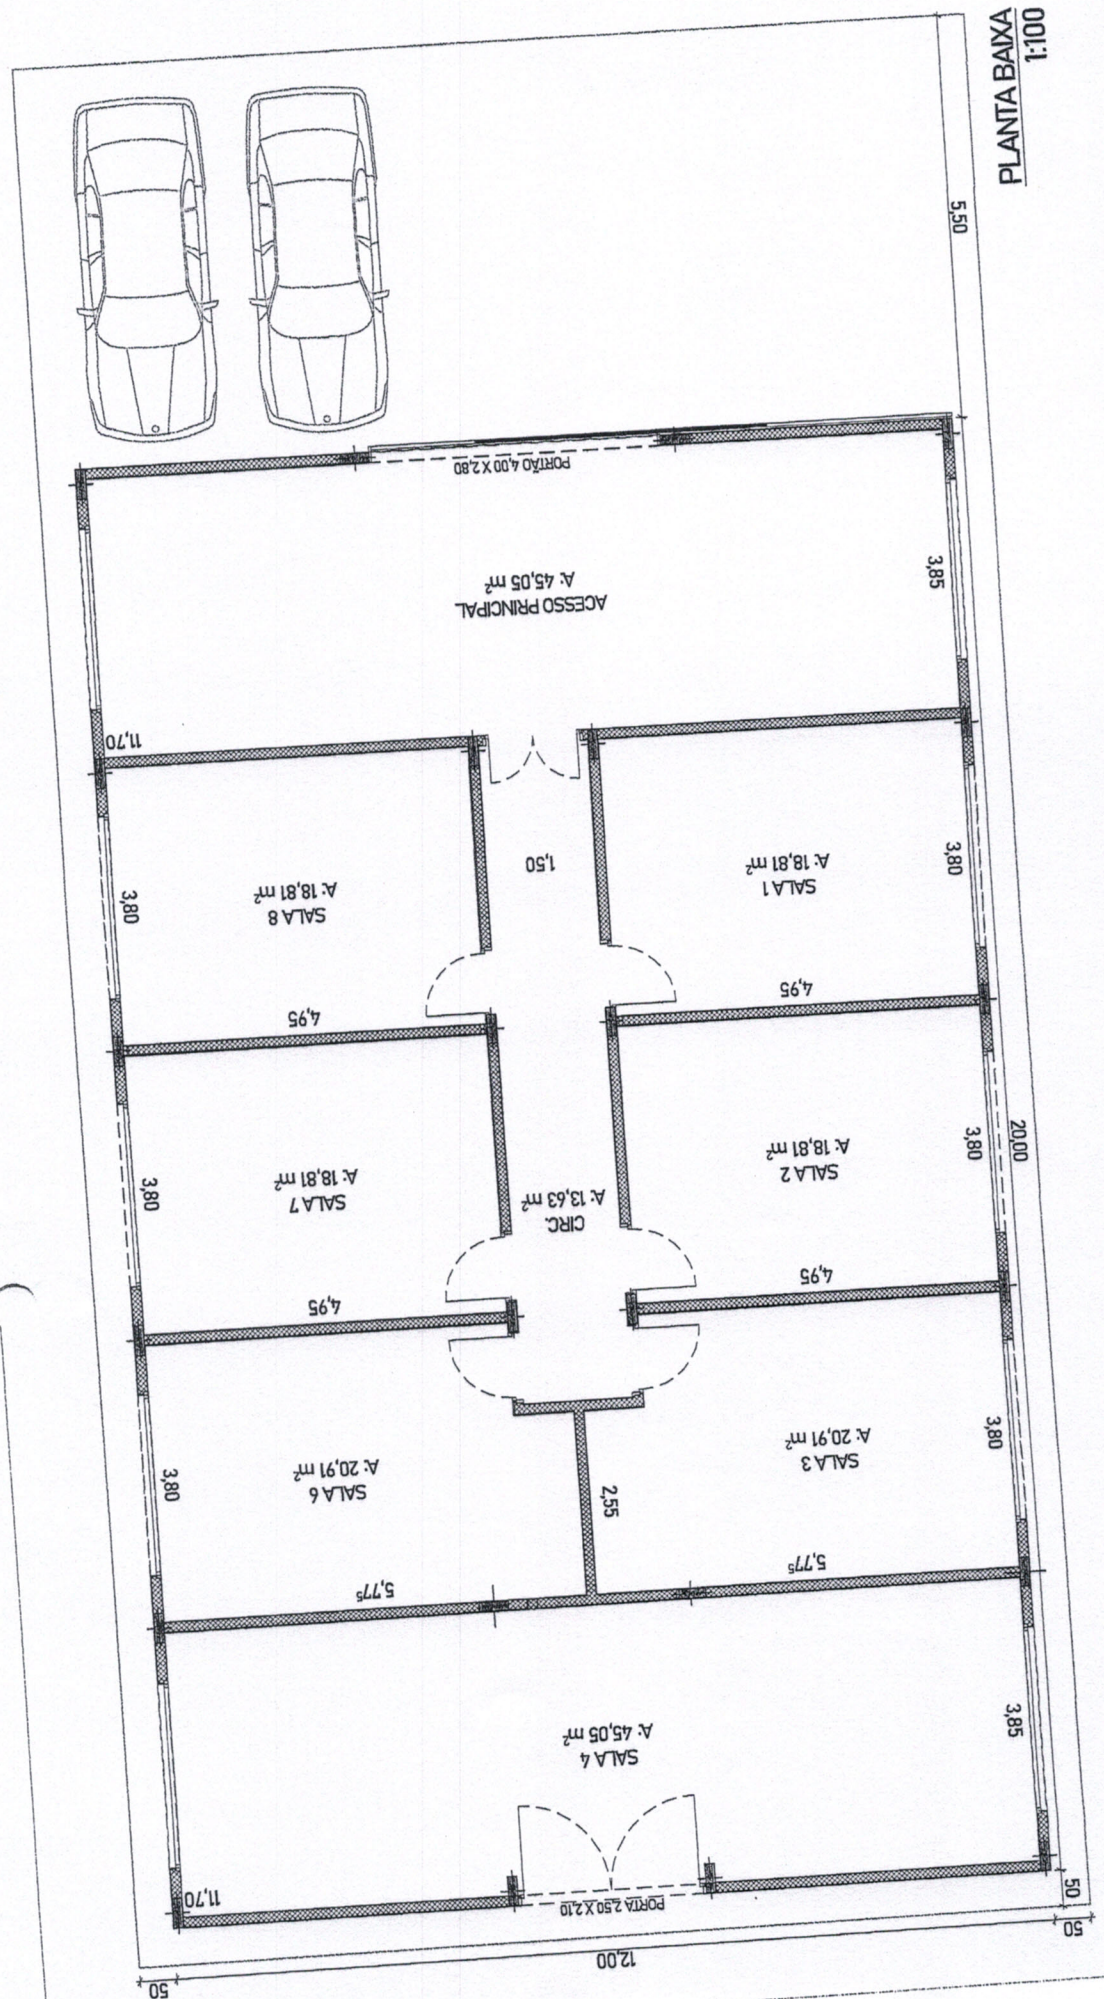 PLANTA BAIXA
1:100
5,50
PORTÃO 4,00 X 2,80
ACESSO PRINCIPAL
A: 45,05 m²
3,85
11,70
SALA 8
A: 18,81 m²
3,80
4,95
1,50
SALA 1
A: 18,81 m²
3,80
4,95
SALA 7
A: 18,81 m²
3,80
4,95
CIRC.
A: 13,63 m²
SALA 2
A: 18,81 m²
3,80
4,95
20,00
SALA 6
A: 20,91 m²
3,80
5,77⁵
2,55
SALA 3
A: 20,91 m²
3,80
5,77⁵
SALA 4
A: 45,05 m²
3,85
11,70
PORTA 2,50 X 2,10
50
50
12,00
50